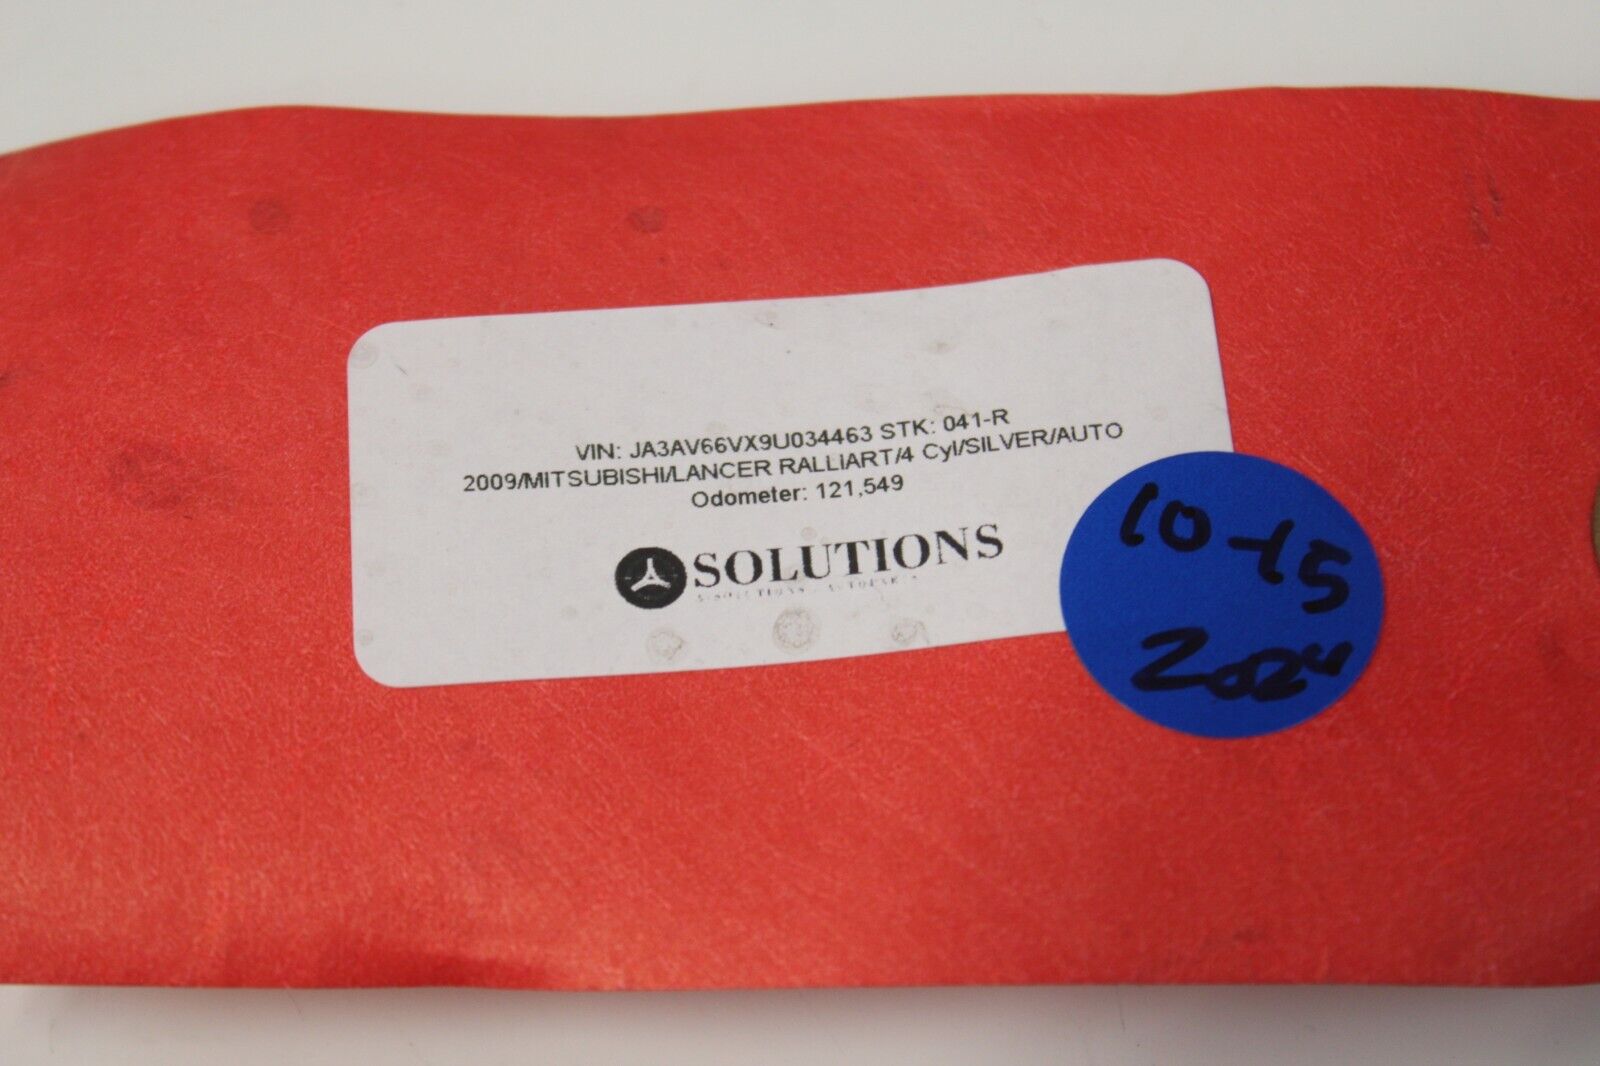 VIN: JA3AV66VX9U034463 STK: 041-R
2009/MITSUBISHI/LANCER RALLIART/4 Cyl/SILVER/AUTO
Odometer: 121,549
SOLUTIONS
10-15
2024